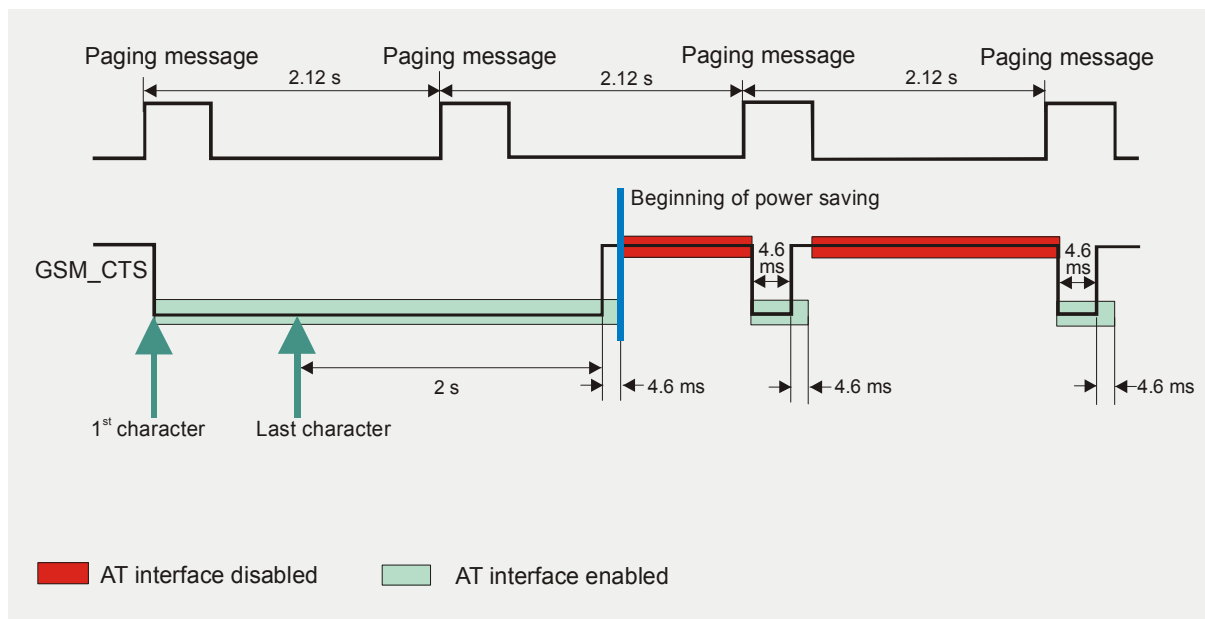 Paging message
Paging message
Paging message
Paging message
2.12 s
2.12 s
2.12 s
Beginning of power saving
GSM_CTS
4.6
ms
4.6
ms
2 s
4.6 ms
4.6 ms
4.6 ms
1st character
Last character
AT interface disabled
AT interface enabled